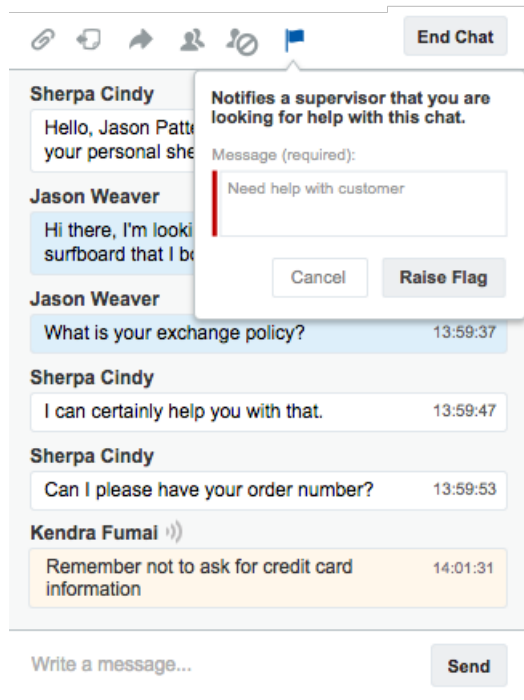 End Chat
Sherpa Cindy
Hello, Jason
your personal
Notifies a supervisor that you are
looking for help with this chat.
Message (required):
Need help with customer
Cancel
Raise Flag
Jason Weaver
Hi there, I'm
surfboard that I
Jason Weaver
What is your exchange policy?
13:59:37
Sherpa Cindy
I can certainly help you with that.
13:59:47
Sherpa Cindy
Can I please have your order number?
13:59:53
Kendra Fumai
Remember not to ask for credit card
information
14:01:31
Write a message...
Send